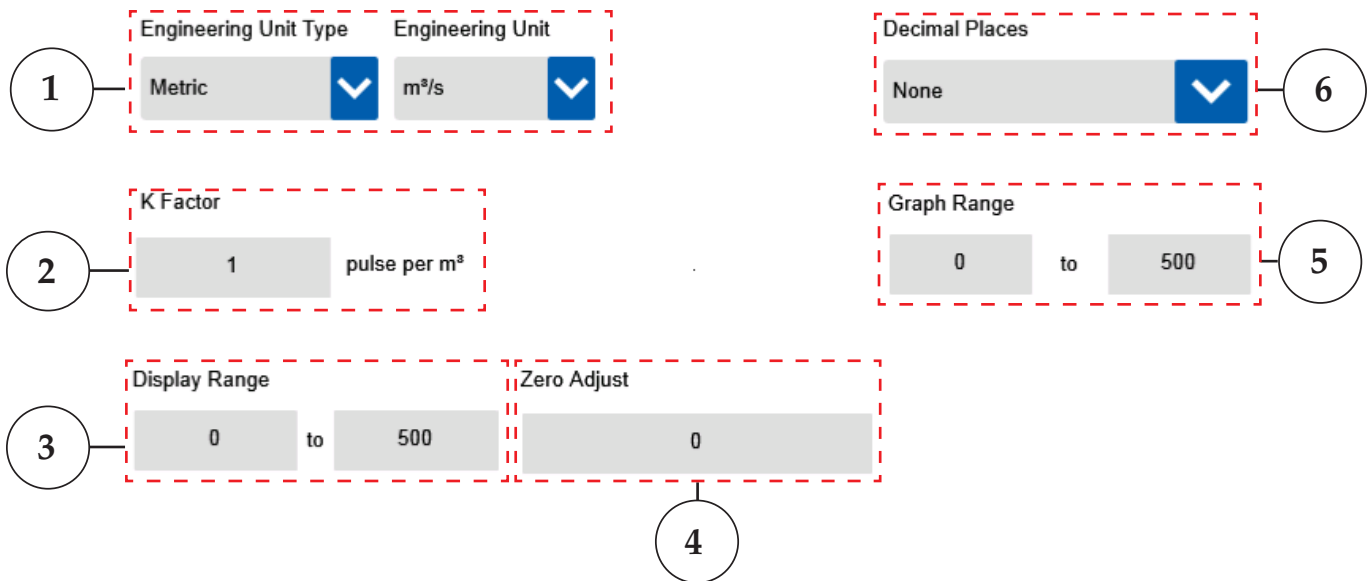 Engineering Unit Type Engineering Unit
1 Metric m³/s
Decimal Places
None 6
K Factor
2 1 pulse per m³
Graph Range
0 to 500 5
Display Range Zero Adjust
3 0 to 500 0
4